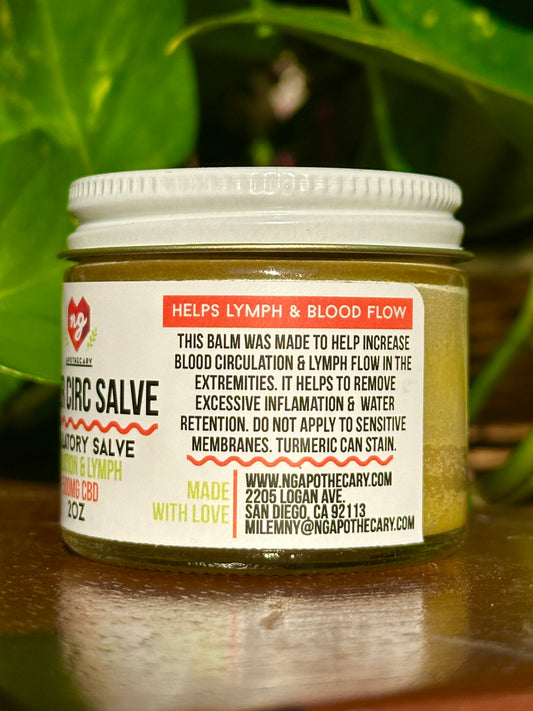 ng
APOTHECARY
CIRC SALVE
LATORY SALVE
& LYMPH
CBD
2OZ
HELPS LYMPH & BLOOD FLOW
THIS BALM WAS MADE TO HELP INCREASE
BLOOD CIRCULATION & LYMPH FLOW IN THE
EXTREMITIES. IT HELPS TO REMOVE
EXCESSIVE INFLAMATION & WATER
RETENTION. DO NOT APPLY TO SENSITIVE
MEMBRANES. TURMERIC CAN STAIN.
MADE
WITH LOVE
WWW.NGAPOTHECARY.COM
2205 LOGAN AVE.
SAN DIEGO, CA 92113
MILEMNY@NGAPOTHECARY.COM